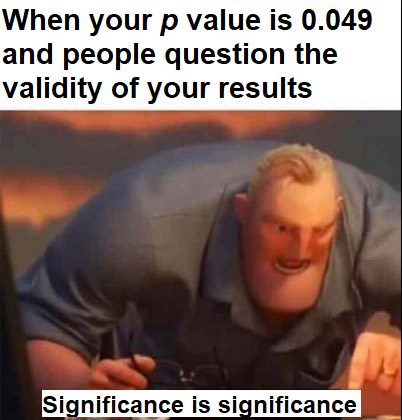 When your p value is 0.049
and people question the
validity of your results
Significance is significance